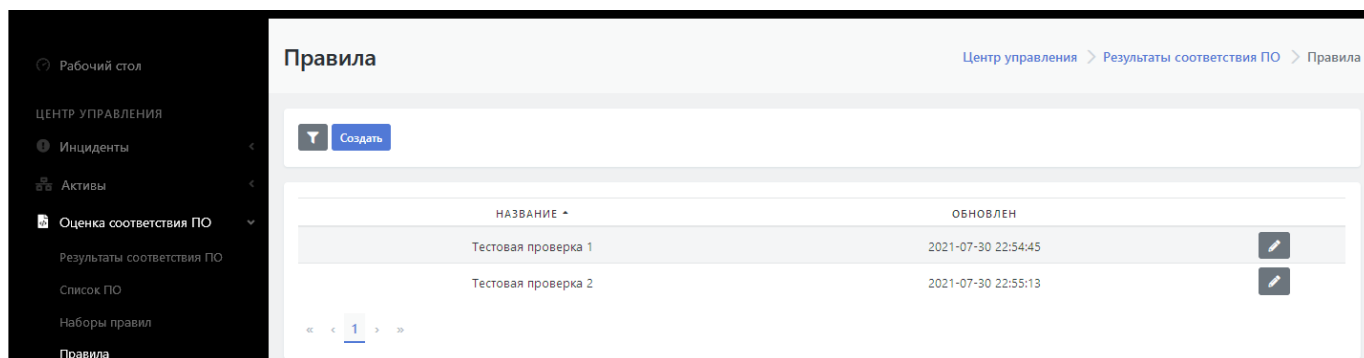 Рабочий стол
ЦЕНТР УПРАВЛЕНИЯ
Инциденты
Активы
Оценка соответствия ПО
Результаты соответствия ПО
Список ПО
Наборы правил
Правила
Правила
Центр управления > Результаты соответствия ПО > Правила
Создать
НАЗВАНИЕ ОБНОВЛЕН
Тестовая проверка 1 2021-07-30 22:54:45
Тестовая проверка 2 2021-07-30 22:55:13
« ‹ 1 › »